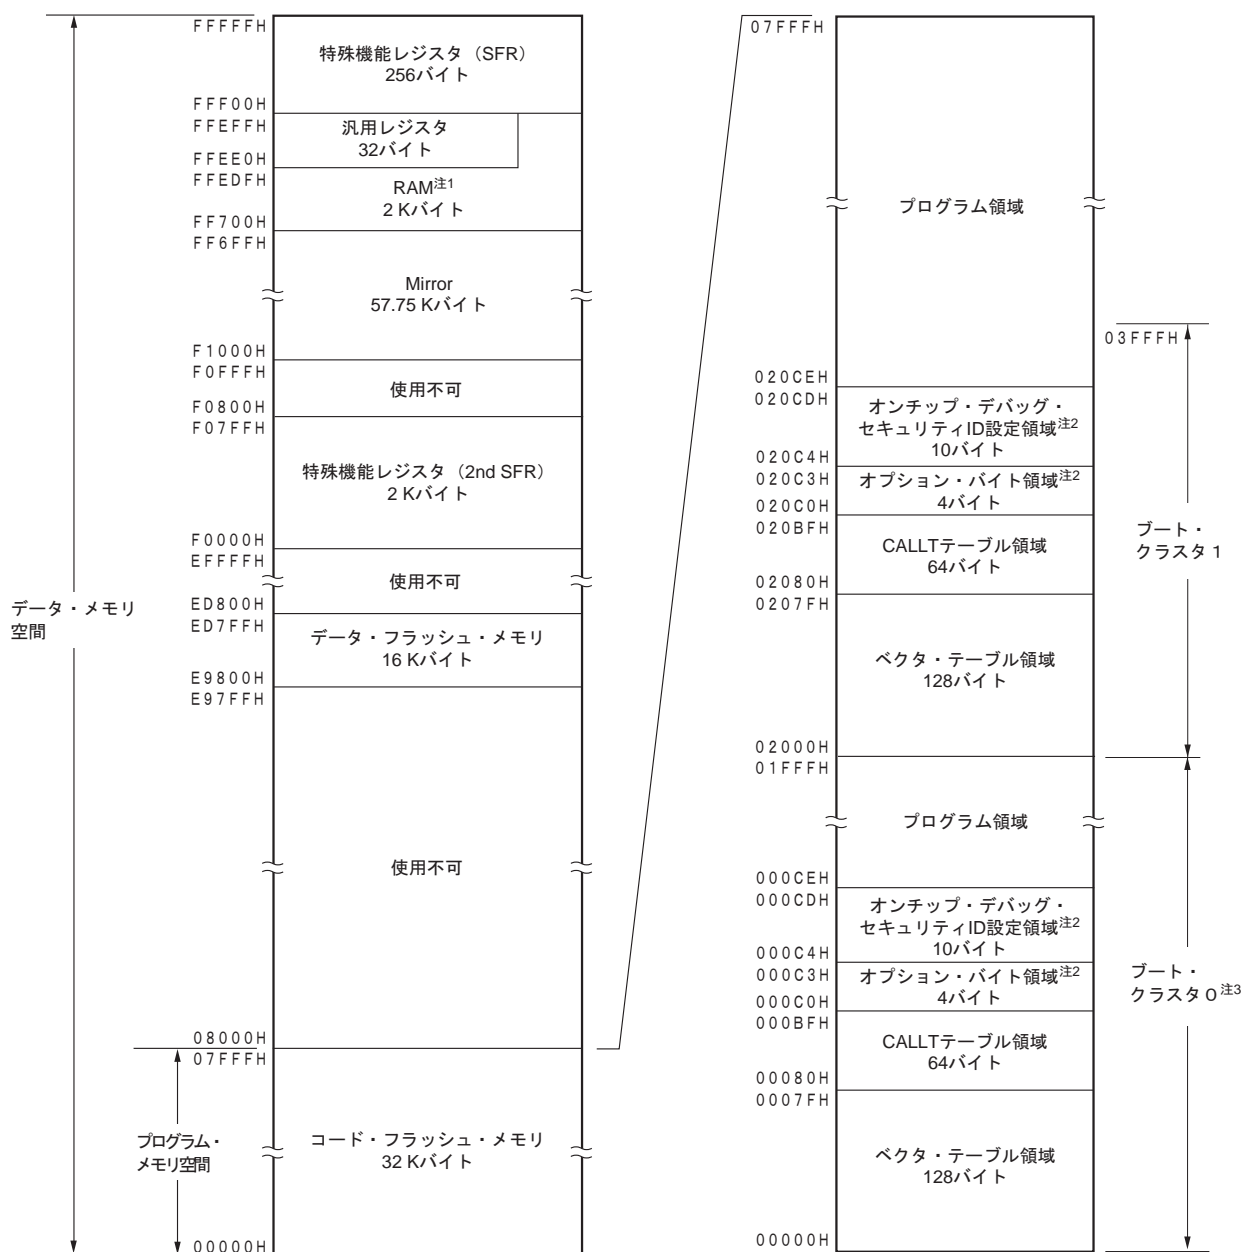 データ・メモリ
空間
プログラム・
メモリ空間
FFFFFH
特殊機能レジスタ（SFR）
256バイト
FFF00H
FFEFFH
汎用レジスタ
32バイト
FFEE0H
FFEDFH
RAM注1
2 Kバイト
FF700H
FF6FFH
Mirror
57.75 Kバイト
F1000H
F0FFFH
使用不可
F0800H
F07FFH
特殊機能レジスタ（2nd SFR）
2 Kバイト
F0000H
EFFFFH
使用不可
ED800H
ED7FFH
データ・フラッシュ・メモリ
16 Kバイト
E9800H
E97FFH
使用不可
08000H
07FFFH
コード・フラッシュ・メモリ
32 Kバイト
00000H
07FFFH
プログラム領域
03FFFH
020CEH
020CDH
オンチップ・デバッグ・
セキュリティID設定領域注2
10バイト
020C4H
020C3H
オプション・バイト領域注2
4バイト
020C0H
020BFH
CALLTテーブル領域
64バイト
02080H
0207FH
ベクタ・テーブル領域
128バイト
02000H
ブート・
クラスタ1
01FFFH
プログラム領域
000CEH
000CDH
オンチップ・デバッグ・
セキュリティID設定領域注2
10バイト
000C4H
000C3H
オプション・バイト領域注2
4バイト
000C0H
000BFH
CALLTテーブル領域
64バイト
00080H
0007FH
ベクタ・テーブル領域
128バイト
00000H
ブート・
クラスタ0注3